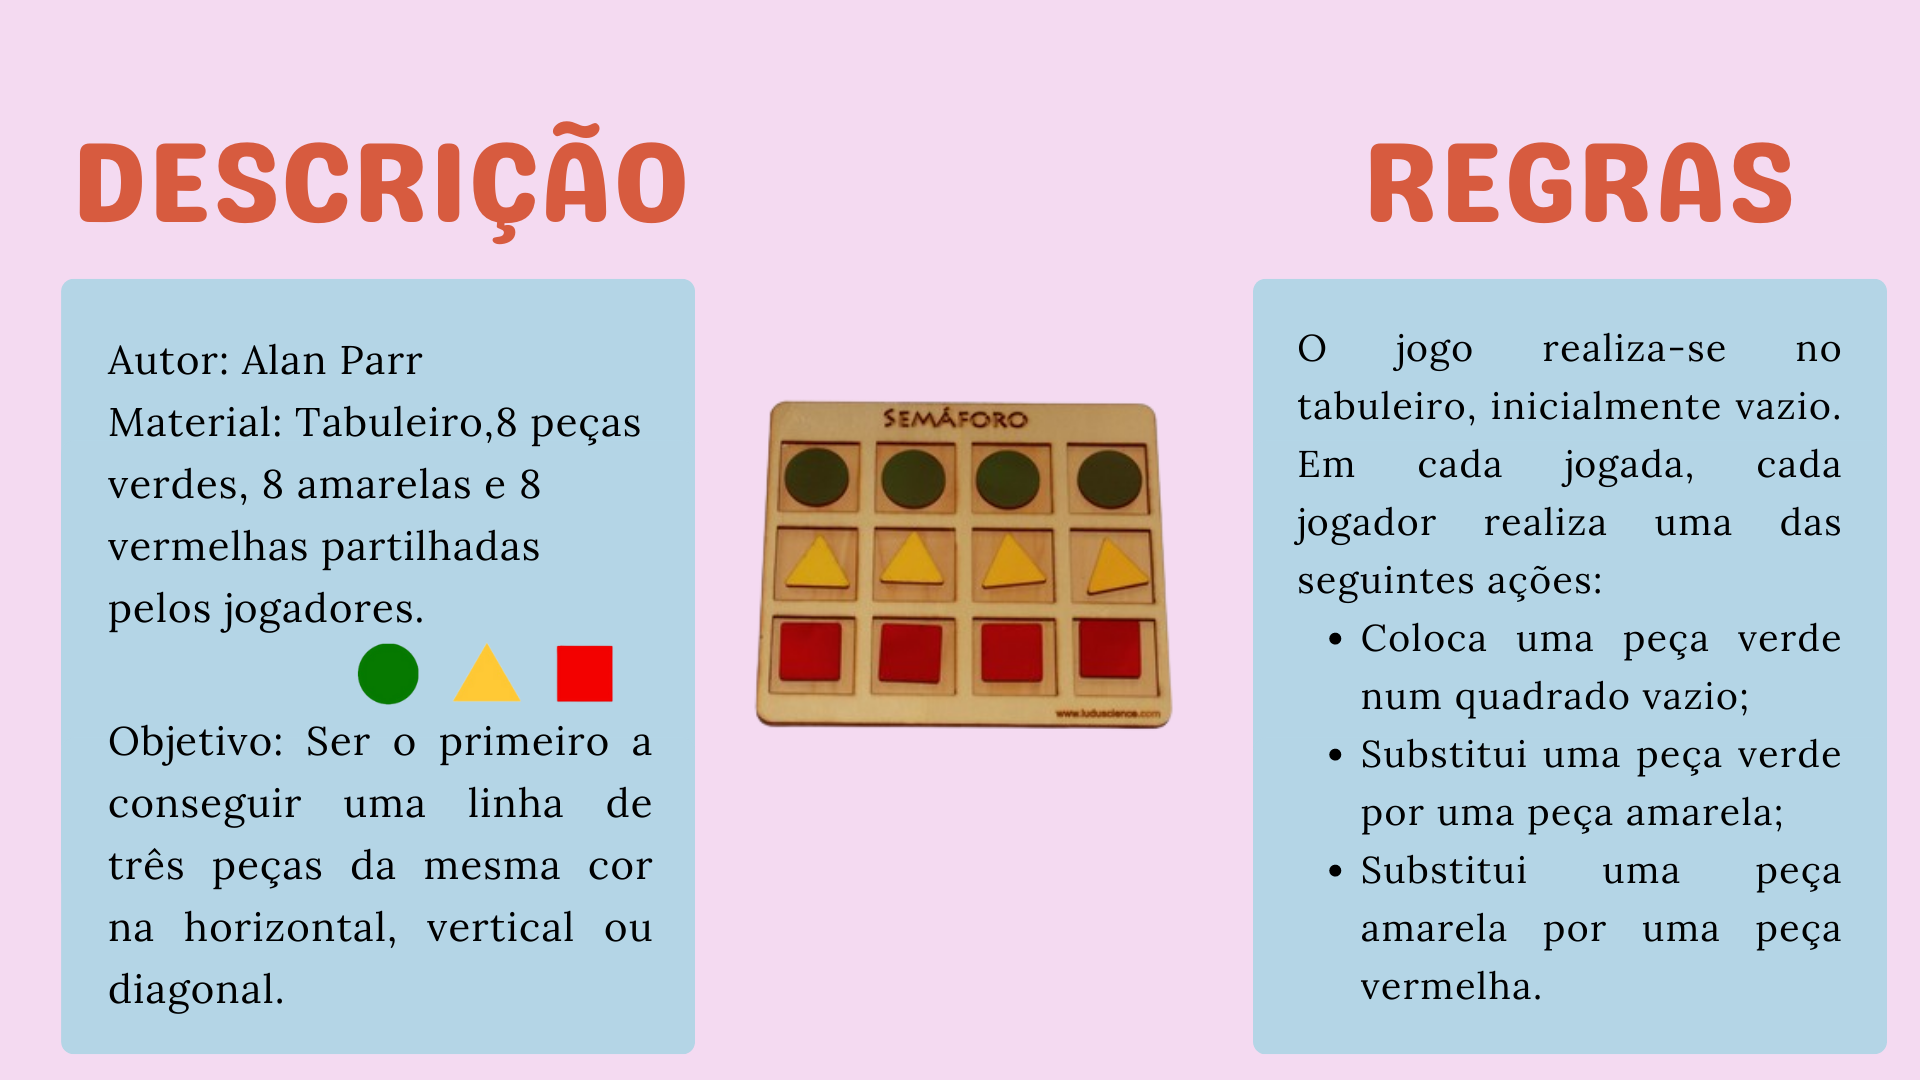 DESCRIÇÃO
Autor: Alan Parr
Material: Tabuleiro,8 peças
verdes, 8 amarelas e 8
vermelhas partilhadas
pelos jogadores.
Objetivo: Ser o primeiro a
conseguir uma linha de
três peças da mesma cor
na horizontal, vertical ou
diagonal.
SEMÁFORO
www.luduscience.com
REGRAS
O jogo realiza-se no
tabuleiro, inicialmente vazio.
Em cada jogada, cada
jogador realiza uma das
seguintes ações:
• Coloca uma peça verde
num quadrado vazio;
• Substitui uma peça verde
por uma peça amarela;
• Substitui uma peça
amarela por uma peça
vermelha.